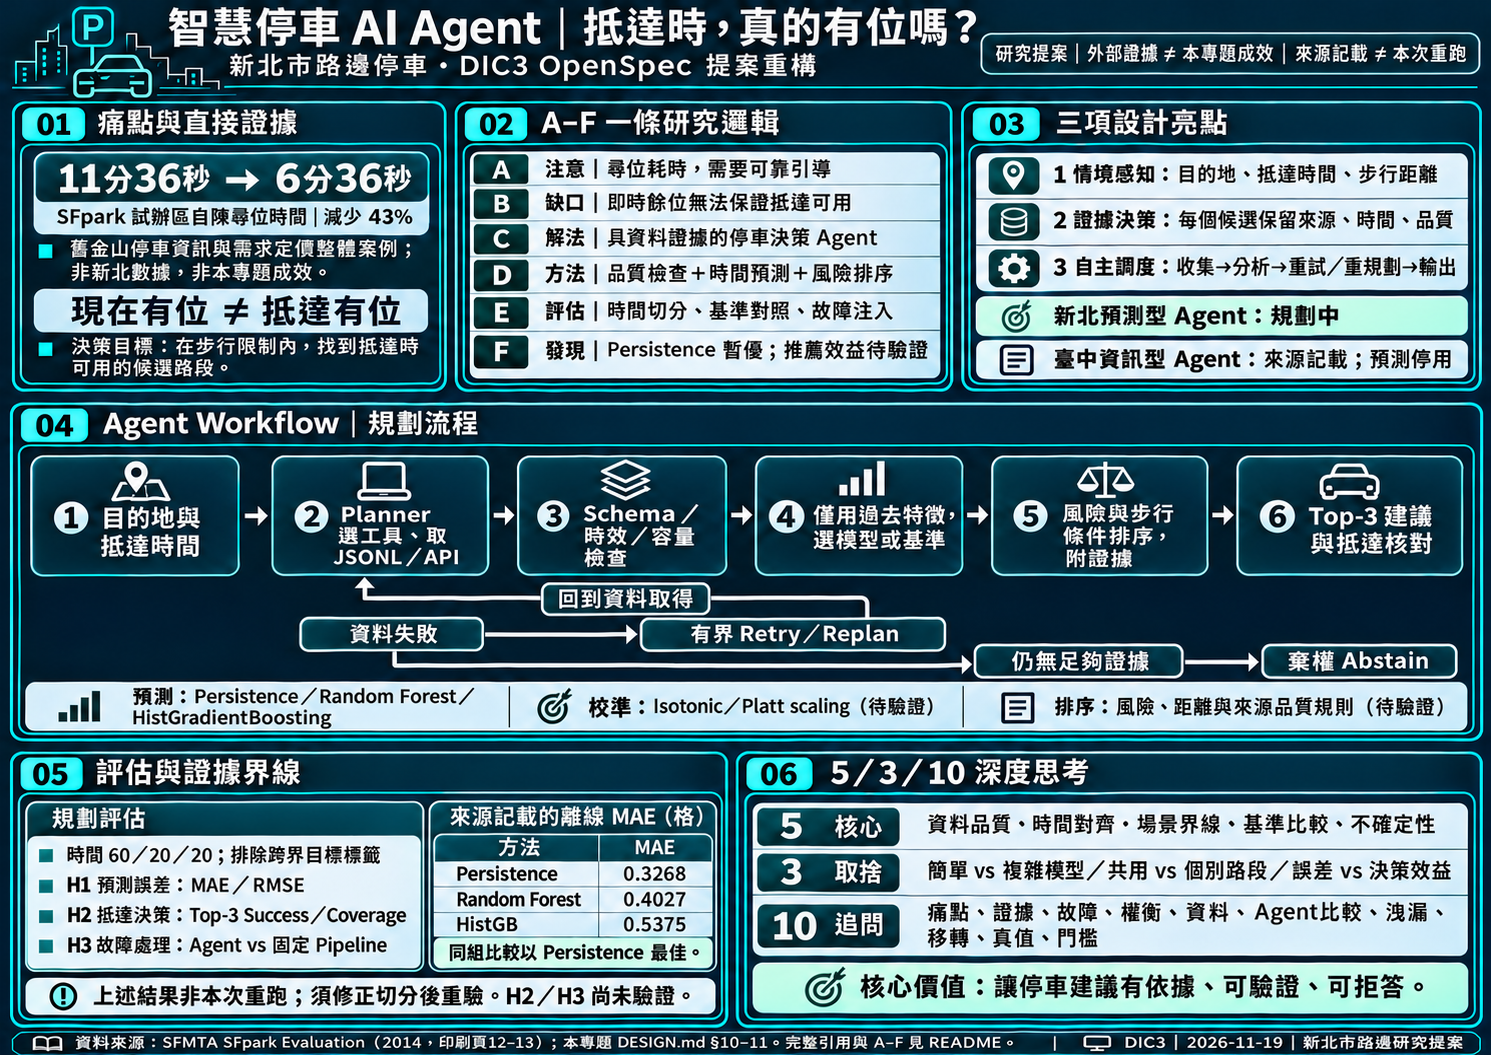 P
智慧停車 AI Agent｜抵達時，真的有位嗎？
新北市路邊停車・DIC3 OpenSpec 提案重構
研究提案｜外部證據 ≠ 本專題成效｜來源記載 ≠ 本次重跑
01 痛點與直接證據
11分36秒 → 6分36秒
SFpark 試辦區自陳尋位時間｜減少 43%
舊金山停車資訊與需求定價整體案例；
非新北數據，非本專題成效。
現在有位 ≠ 抵達有位
決策目標：在步行限制內，找到抵達時
可用的候選路段。
02 A–F 一條研究邏輯
A 注意｜尋位耗時，需要可靠引導
B 缺口｜即時餘位無法保證抵達可用
C 解法｜具資料證據的停車決策 Agent
D 方法｜品質檢查＋時間預測＋風險排序
E 評估｜時間切分、基準對照、故障注入
F 發現｜Persistence 暫優；推薦效益待驗證
03 三項設計亮點
1 情境感知：目的地、抵達時間、步行距離
2 證據決策：每個候選保留來源、時間、品質
3 自主調度：收集→分析→重試／重規劃→輸出
新北預測型 Agent：規劃中
臺中資訊型 Agent：來源記載；預測停用
04 Agent Workflow｜規劃流程
1 目的地與
抵達時間
2 Planner
選工具、取
JSONL／API
3 Schema／
時效／容量
檢查
4 僅用過去特徵，
選模型或基準
5 風險與步行
條件排序，
附證據
6 Top-3 建議
與抵達核對
回到資料取得
資料失敗
有界 Retry／Replan
仍無足夠證據
棄權 Abstain
預測：Persistence／Random Forest／
HistGradientBoosting
校準：Isotonic／Platt scaling（待驗證）
排序：風險、距離與來源品質規則（待驗證）
05 評估與證據界線
規劃評估
時間 60／20／20；排除跨界目標標籤
H1 預測誤差：MAE／RMSE
H2 抵達決策：Top-3 Success／Coverage
H3 故障處理：Agent vs 固定 Pipeline
來源記載的離線 MAE（格）
方法 MAE
Persistence 0.3268
Random Forest 0.4027
HistGB 0.5375
同組比較以 Persistence 最佳。
上述結果非本次重跑；須修正切分後重驗。H2／H3 尚未驗證。
06 5／3／10 深度思考
5 核心 資料品質・時間對齊・場景界線、基準比較、不確定性
3 取捨 簡單 vs 複雜模型／共用 vs 個別路段／誤差 vs 決策效益
10 追問 痛點、證據、故障、權衡、資料、Agent比較、洩漏、
移轉、真值、門檻
核心價值：讓停車建議有依據、可驗證、可拒答。
資料來源：SFMTA SFpark Evaluation（2014，印刷頁12–13）；本專題 DESIGN.md §10–11。完整引用與 A–F 見 README。
DIC3｜2026-11-19｜新北市路邊研究提案